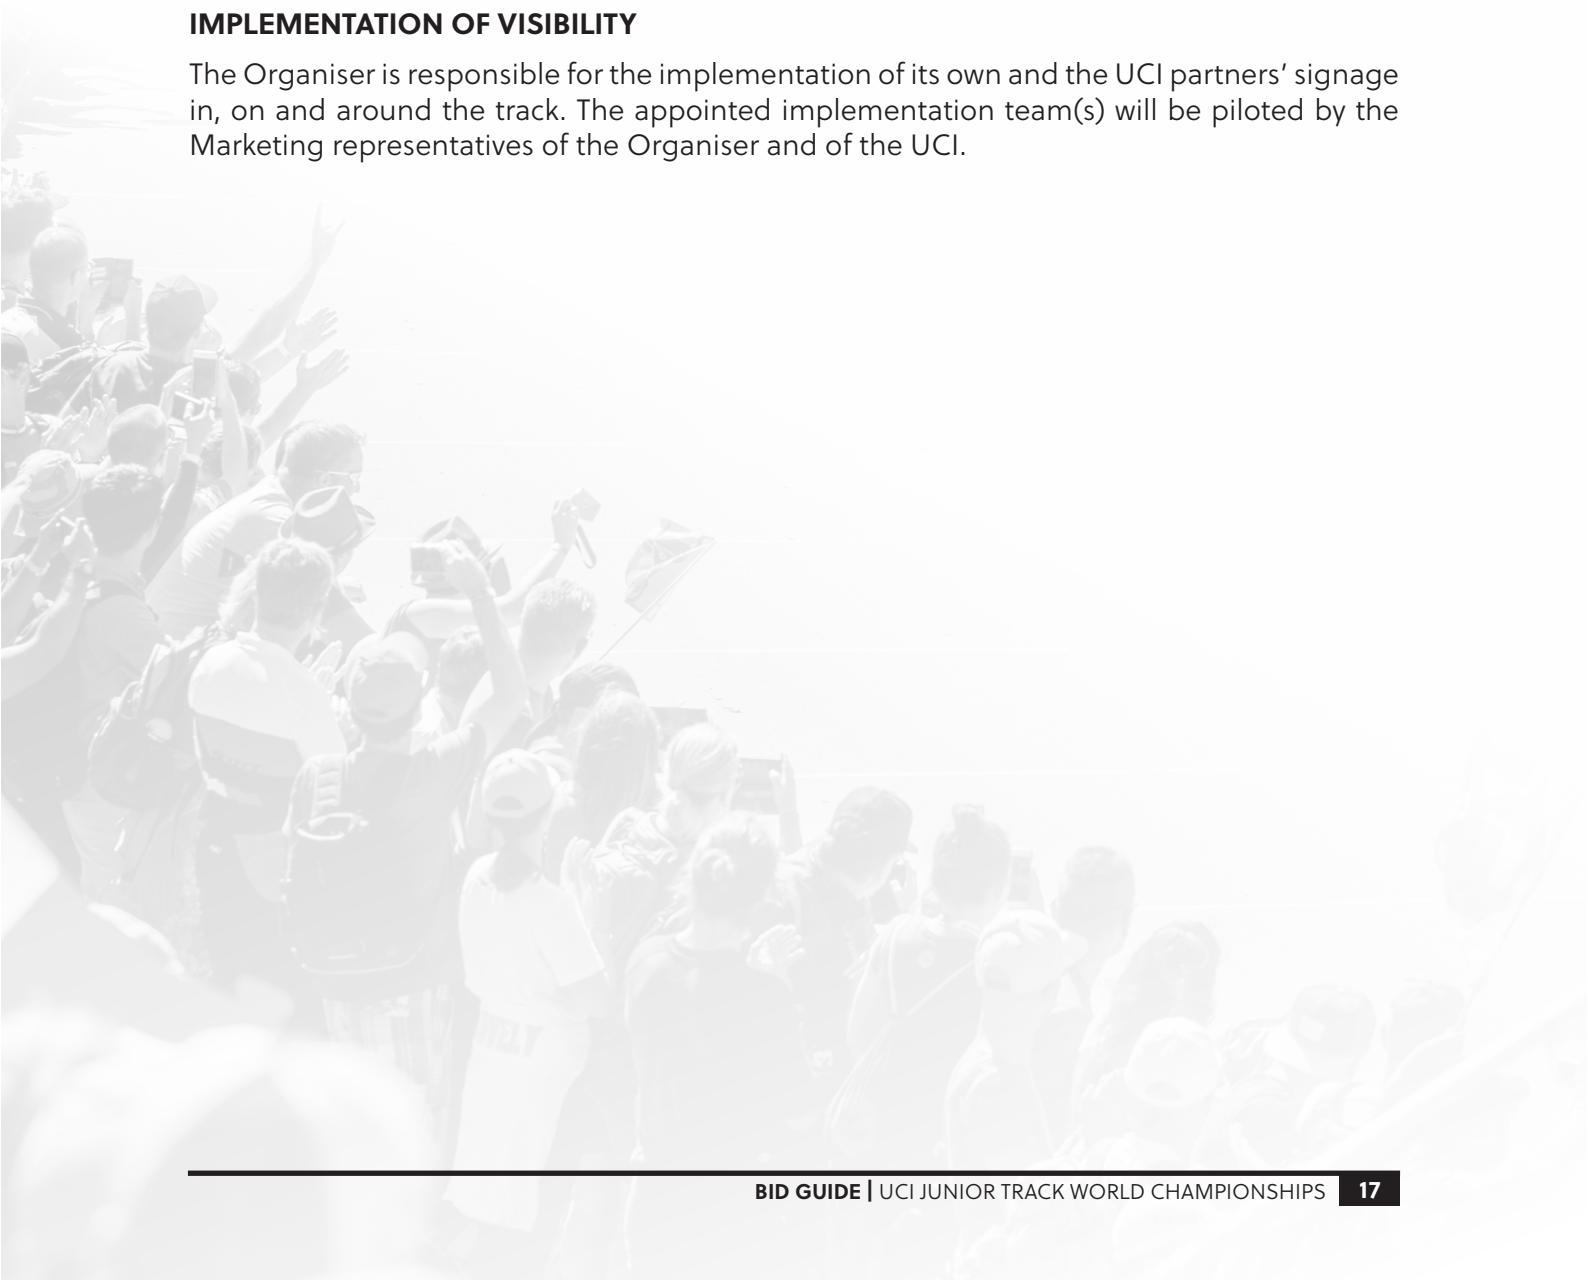 IMPLEMENTATION OF VISIBILITY
The Organiser is responsible for the implementation of its own and the UCI partners’ signage
in, on and around the track. The appointed implementation team(s) will be piloted by the
Marketing representatives of the Organiser and of the UCI.
BID GUIDE | UCI JUNIOR TRACK WORLD CHAMPIONSHIPS 17